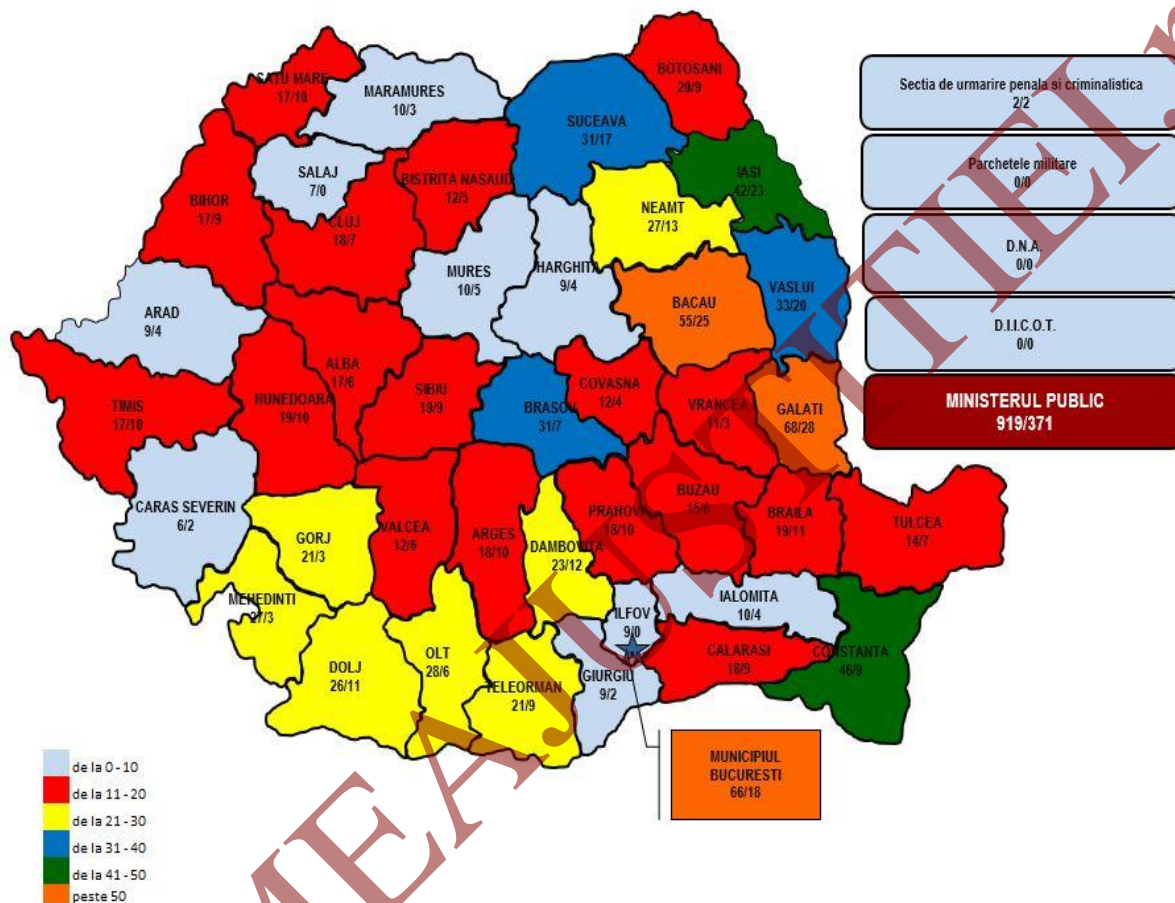 SATU MARE
17/10
MARAMURES
10/3
SUCEAVA
31/17
BOTOSANI
20/9
IASI
42/23
SALAJ
7/0
BISTRITA NASAUD
12/5
BIHOR
17/9
CLUJ
18/7
NEAMT
27/13
MURES
10/5
HARGHITA
9/4
BACAU
55/25
VASLUI
33/20
ARAD
9/4
ALBA
17/6
SIBIU
19/9
BRASOV
31/7
COVASNA
12/4
VRANCEA
11/3
GALATI
68/28
TIMIS
17/10
HUNEDOARA
19/10
CARAS SEVERIN
6/2
GORJ
21/3
VALCEA
12/6
ARGES
18/10
DAMBOVITA
23/12
PRAHOVA
18/10
BUZAU
15/6
BRAILA
19/11
TULCEA
14/7
MEHEDINTI
27/3
DOLJ
26/11
OLT
28/6
TELEORMAN
21/9
GIURGIU
9/2
ILFOV
9/0
IALOMITA
10/4
CALARASI
18/9
CONSTANTA
46/9
MUNICIPIUL
BUCURESTI
66/18
Sectia de urmarire penala si criminalistica
2/2
Parchetele militare
0/0
D.N.A.
0/0
D.I.I.C.O.T.
0/0
MINISTERUL PUBLIC
919/371
de la 0 - 10
de la 11 - 20
de la 21 - 30
de la 31 - 40
de la 41 - 50
peste 50